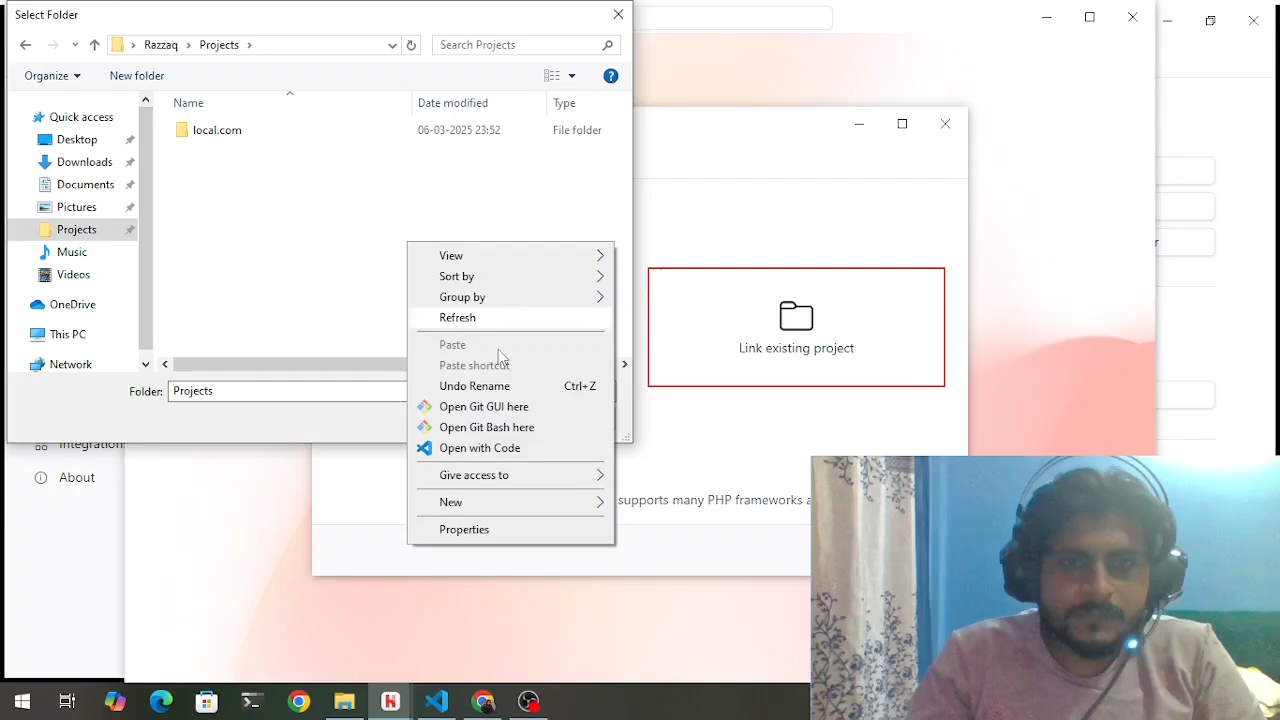 Select Folder
Razzaq
Projects
Search Projects
Organize
New folder
Name
Date modified
Type
Quick access
Desktop
Downloads
Documents
Pictures
Projects
Music
Videos
OneDrive
This PC
Network
local.com
06-03-2025 23:52
File folder
Folder:
Projects
View
Sort by
Group by
Refresh
Paste
Paste shortcut
Undo Rename Ctrl+Z
Open Git GUI here
Open Git Bash here
Open with Code
Give access to
New
Properties
Link existing project
supports many PHP frameworks a
Integrations
About